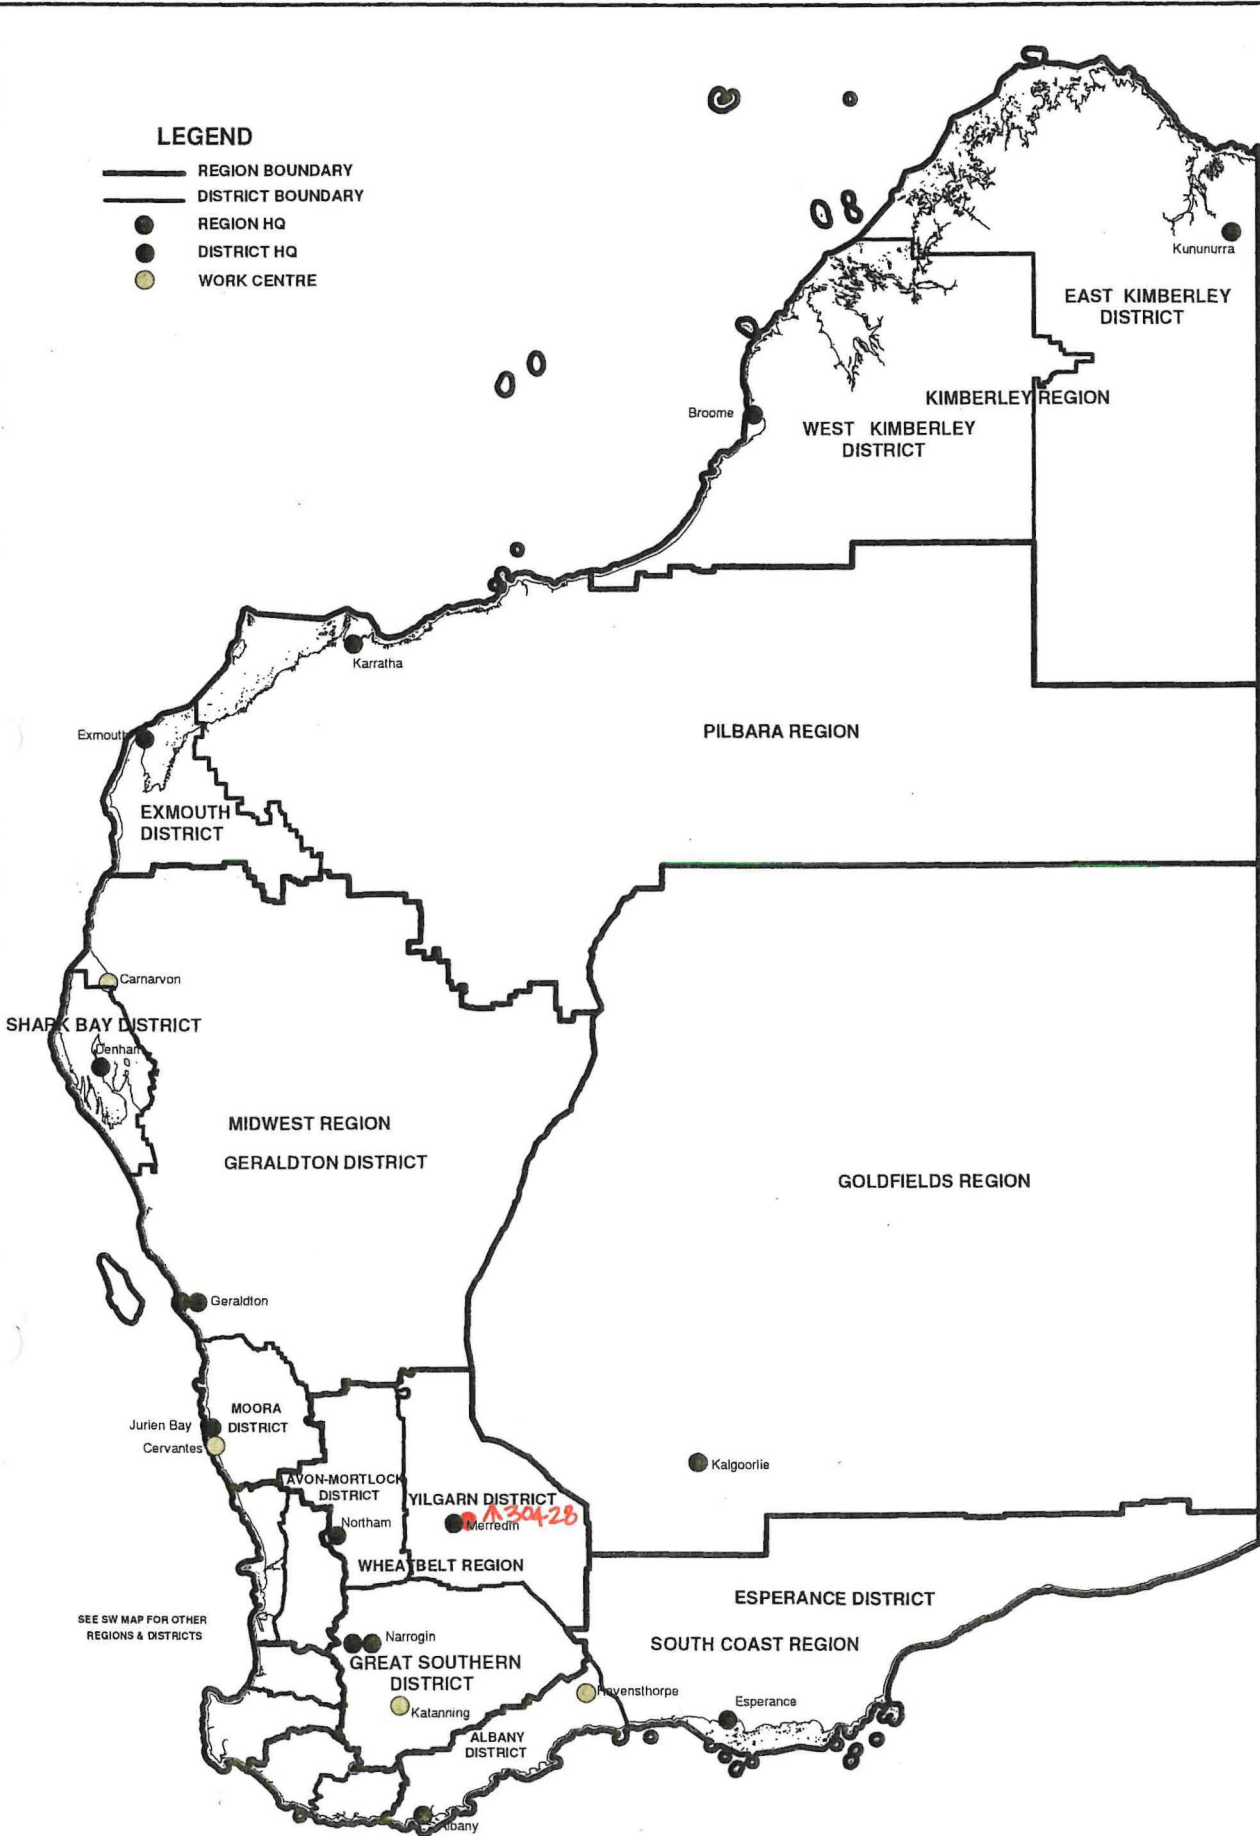 LEGEND
REGION BOUNDARY
DISTRICT BOUNDARY
REGION HQ
DISTRICT HQ
WORK CENTRE
Kununurra
EAST KIMBERLEY
DISTRICT
KIMBERLEY REGION
Broome
WEST KIMBERLEY
DISTRICT
Karratha
PILBARA REGION
Exmouth
EXMOUTH
DISTRICT
Carnarvon
SHARK BAY DISTRICT
Denham
MIDWEST REGION
GERALDTON DISTRICT
GOLDFIELDS REGION
Geraldton
MOORA
DISTRICT
Jurien Bay
Cervantes
Kalgoorlie
AVON-MORTLOCK
DISTRICT
YILGARN DISTRICT
Northam
Merredin
WHEATBELT REGION
ESPERANCE DISTRICT
SEE SW MAP FOR OTHER
REGIONS & DISTRICTS
SOUTH COAST REGION
Narrogin
GREAT SOUTHERN
DISTRICT
Katanning
Ravensthorpe
Esperance
ALBANY
DISTRICT
Albany